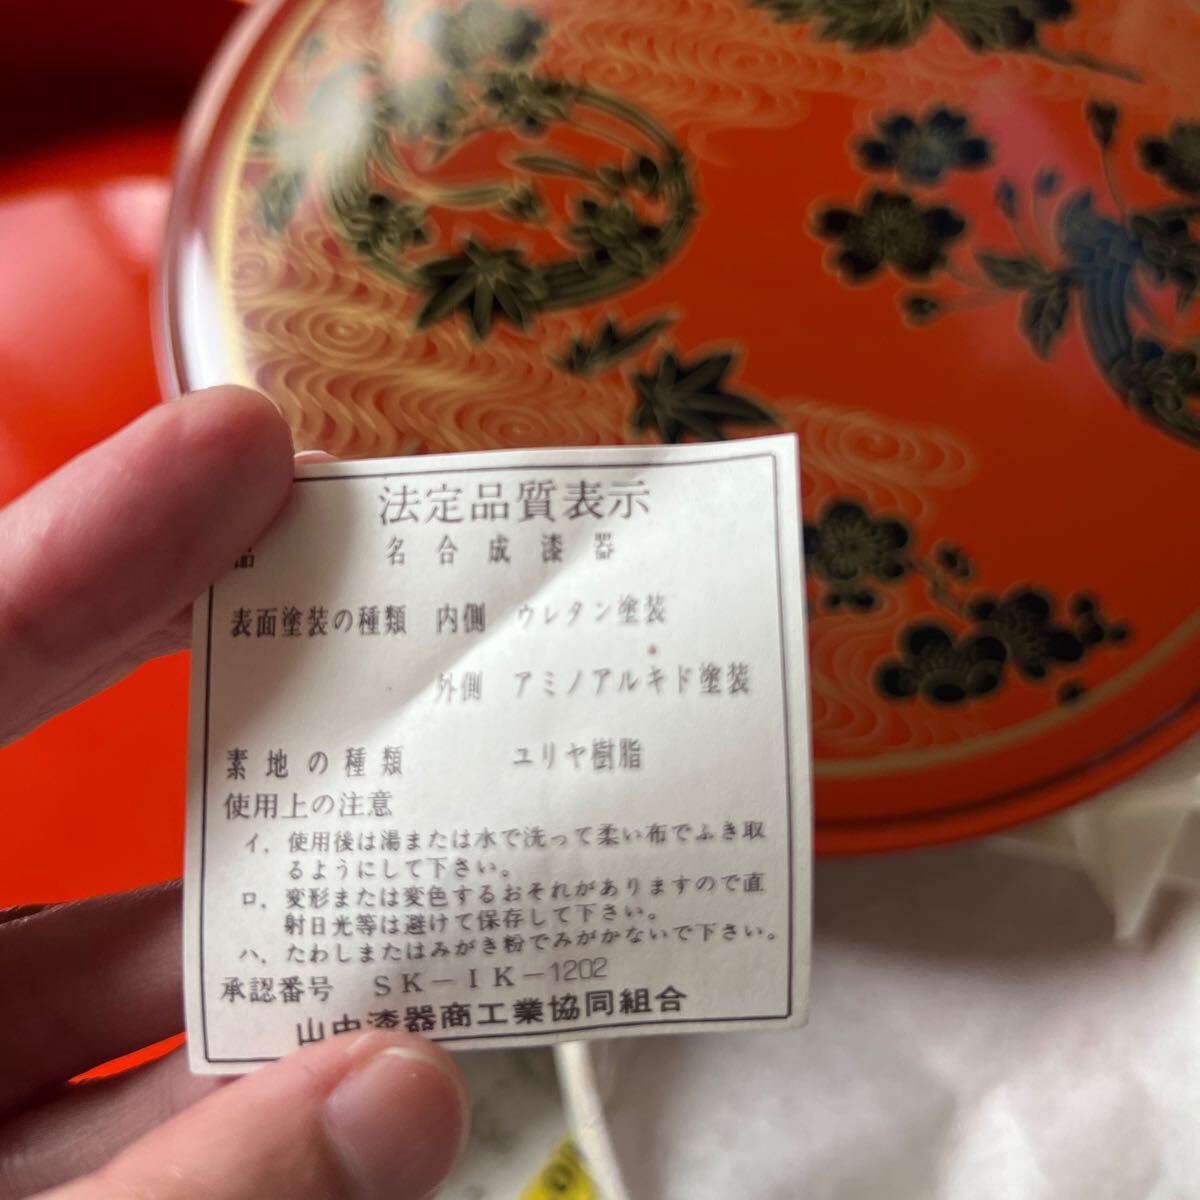 法定品質表示
品名 合成漆器
表面塗装の種類 内側 ウレタン塗装
外側 アミノアルキド塗装
素地の種類 ユリヤ樹脂
使用上の注意
イ. 使用後は湯または水で洗って柔い布でふき取
るようにして下さい。
ロ. 変形または変色するおそれがありますので直
射日光等は避けて保存して下さい。
ハ. たわしまたはみがき粉でみがかないで下さい。
承認番号 SK-IK-1202
山中漆器商工業協同組合